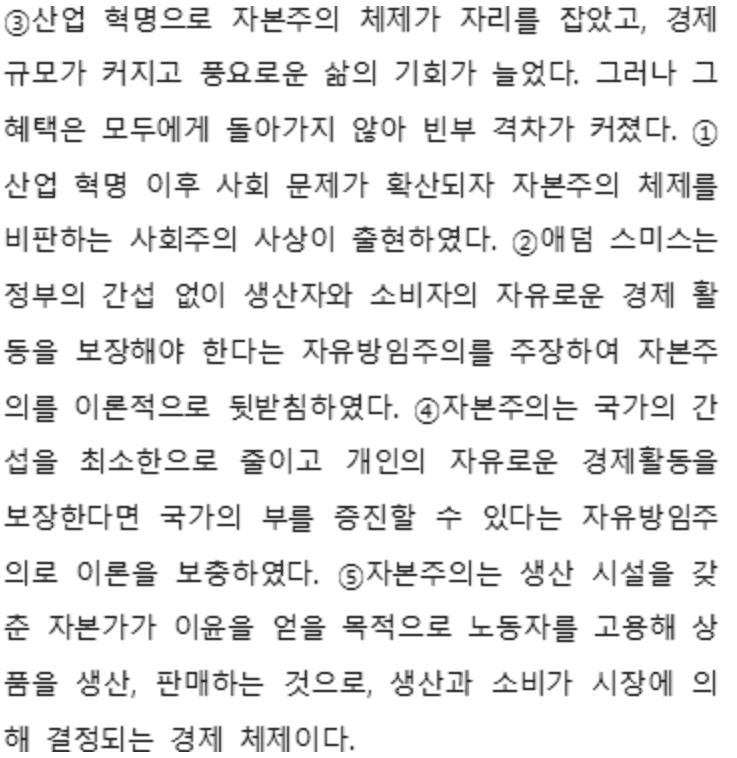 ③산업 혁명으로 자본주의 체제가 자리를 잡았고, 경제
규모가 커지고 풍요로운 삶의 기회가 늘었다. 그러나 그
혜택은 모두에게 돌아가지 않아 빈부 격차가 커졌다. ①
산업 혁명 이후 사회 문제가 확산되자 자본주의 체제를
비판하는 사회주의 사상이 출현하였다. ②애덤 스미스는
정부의 간섭 없이 생산자와 소비자의 자유로운 경제 활
동을 보장해야 한다는 자유방임주의를 주장하여 자본주
의를 이론적으로 뒷받침하였다. ④자본주의는 국가의 간
섭을 최소한으로 줄이고 개인의 자유로운 경제활동을
보장한다면 국가의 부를 증진할 수 있다는 자유방임주
의로 이론을 보충하였다. ⑤자본주의는 생산 시설을 갖
춘 자본가가 이윤을 얻을 목적으로 노동자를 고용해 상
품을 생산, 판매하는 것으로, 생산과 소비가 시장에 의
해 결정되는 경제 체제이다.